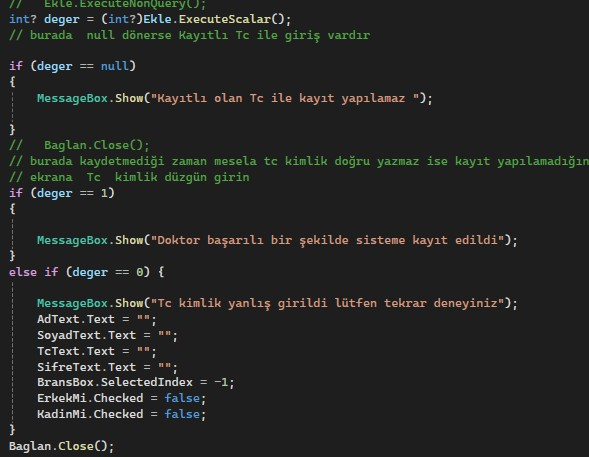 //   Ekle.ExecuteNonQuery();
int? deger = (int?)Ekle.ExecuteScalar();
// burada  null dönerse Kayıtlı Tc ile giriş vardır
if (deger == null)
{
MessageBox.Show("Kayıtlı olan Tc ile kayıt yapılamaz ");
}
//   Baglan.Close();
// burada kaydetmediği zaman mesela tc kimlik doğru yazmaz ise kayıt yapılamadığın
// ekrana  Tc  kimlik düzgün girin
if (deger == 1)
{
MessageBox.Show("Doktor başarılı bir şekilde sisteme kayıt edildi");
}
else if (deger == 0) {
MessageBox.Show("Tc kimlik yanlış girildi lütfen tekrar deneyiniz");
AdText.Text = "";
SoyadText.Text = "";
TcText.Text = "";
SifreText.Text = "";
BransBox.SelectedIndex = -1;
ErkekMi.Checked = false;
KadinMi.Checked = false;
}
Baglan.Close();